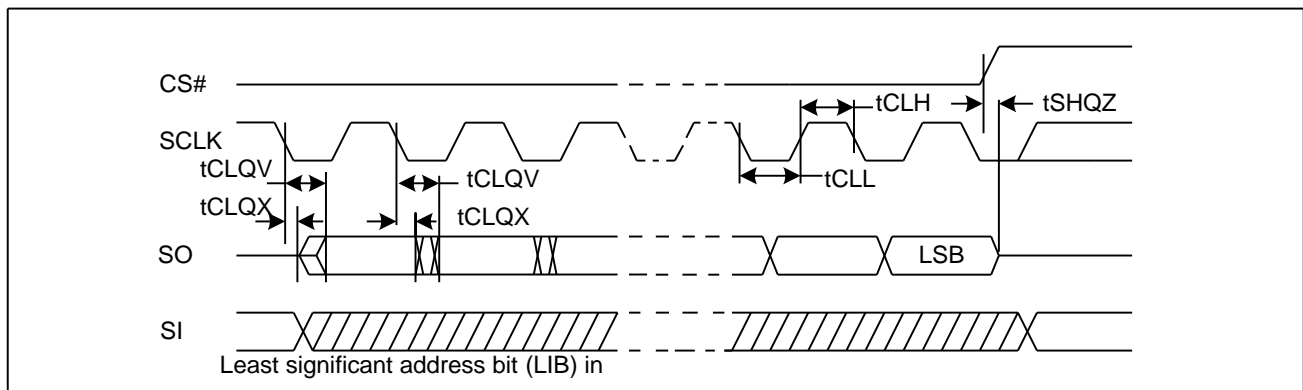 CS#
tCLH
tSHQZ
SCLK
tCLQV
tCLQV
tCLL
tCLQX
tCLQX
SO
LSB
SI
Least significant address bit (LIB) in